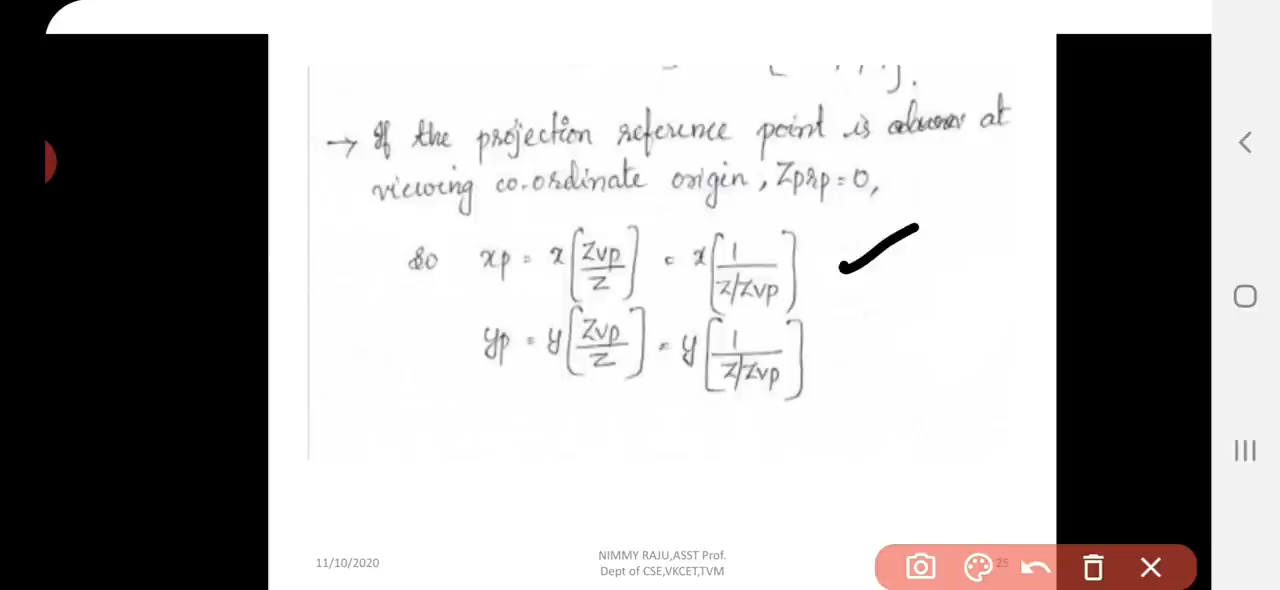 → If the projection reference point is at
viewing co-ordinate origin, Zprp = 0,
So xp = x[Zvp/Z] = x[1/Z/Zvp]
yp = y[Zvp/Z] = y[1/Z/Zvp]
11/10/2020
NIMMY RAJU,ASST Prof.
Dept of CSE,VKCET,TVM
25